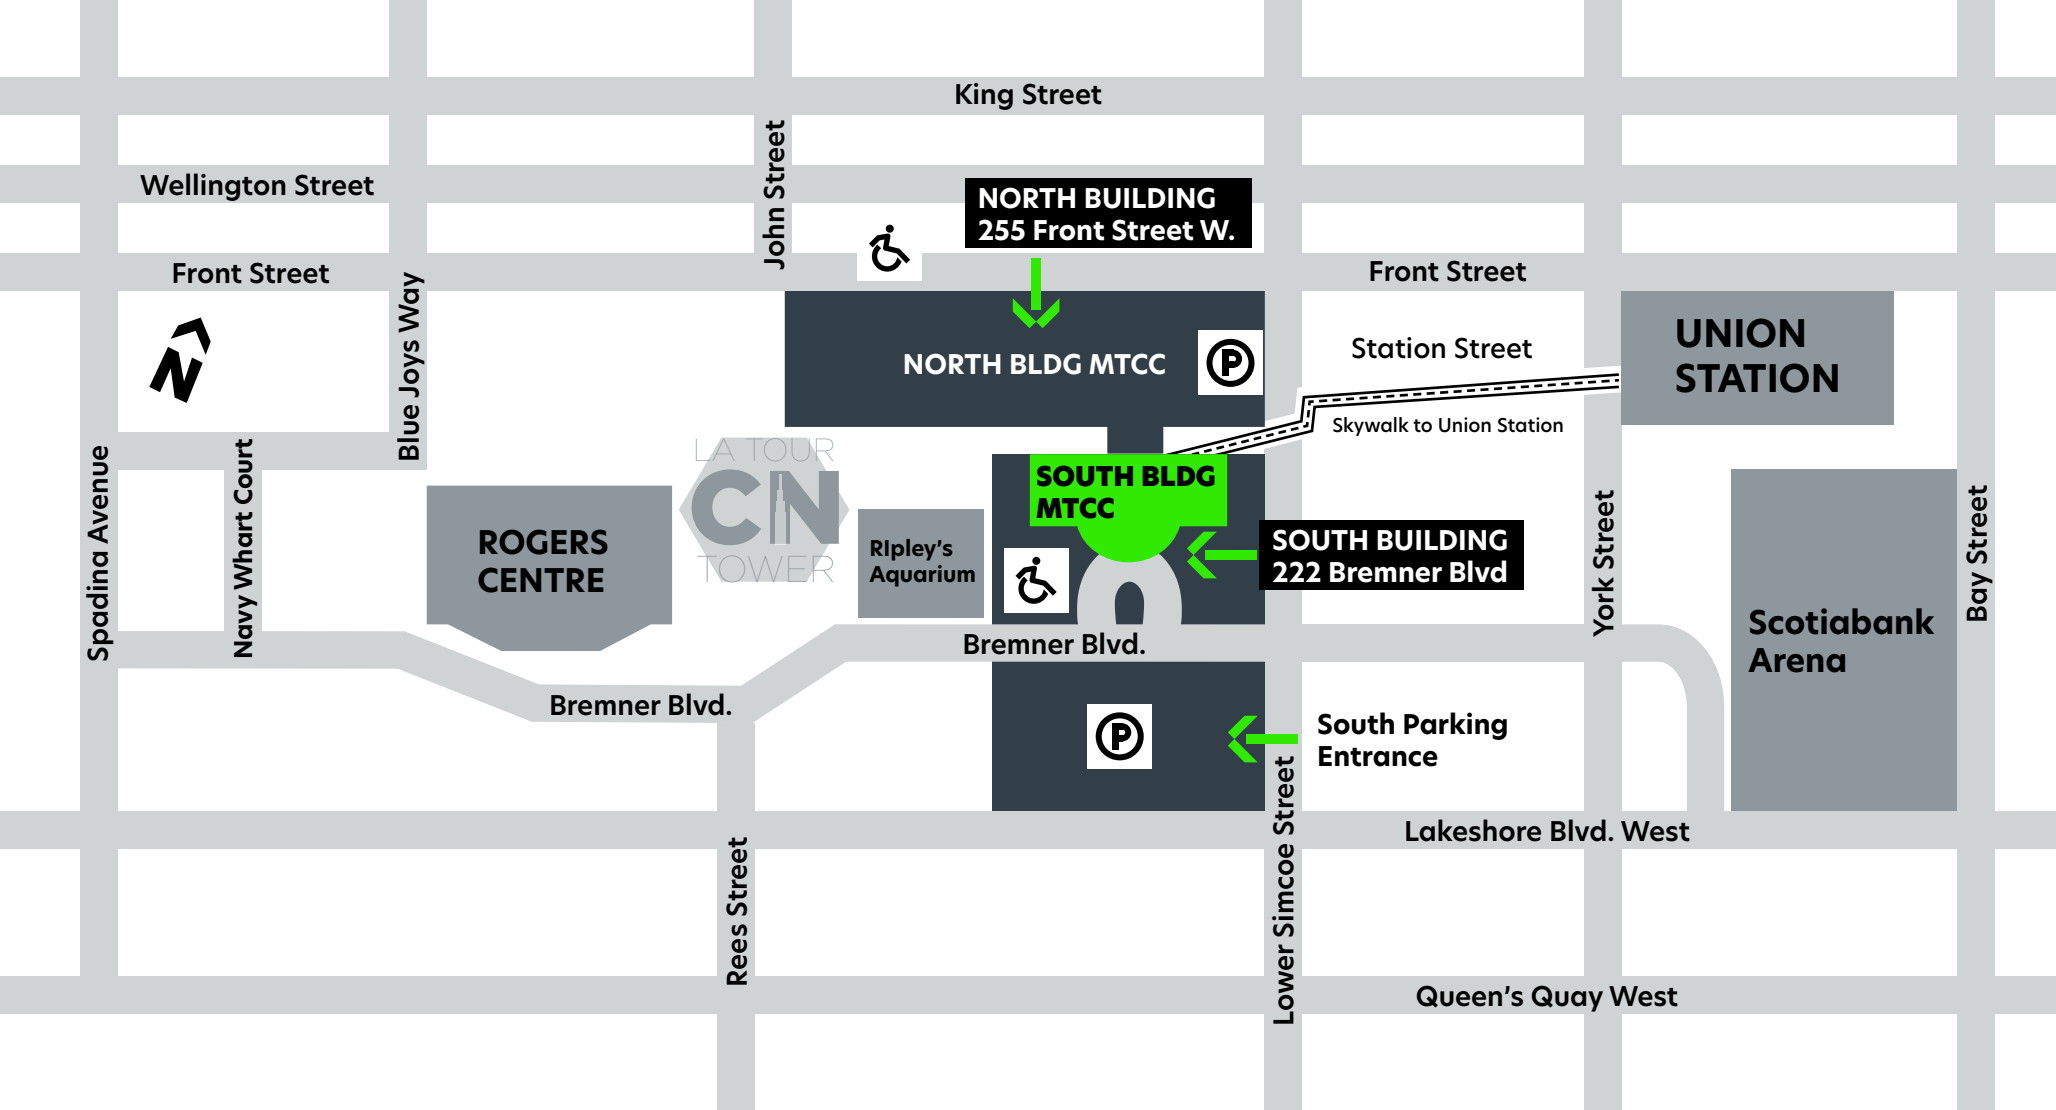 King Street
Wellington Street
John Street
NORTH BUILDING
255 Front Street W.
Front Street
Front Street
N
Blue Joys Way
NORTH BLDG MTCC
P
Station Street
UNION
STATION
Skywalk to Union Station
Spadina Avenue
Navy Whart Court
LA TOUR
CN
TOWER
ROGERS
CENTRE
RIpley's
Aquarium
SOUTH BLDG
MTCC
SOUTH BUILDING
222 Bremner Blvd
York Street
Bay Street
Scotiabank
Arena
Bremner Blvd.
Bremner Blvd.
P
South Parking
Entrance
Lower Simcoe Street
Lakeshore Blvd. West
Rees Street
Queen's Quay West